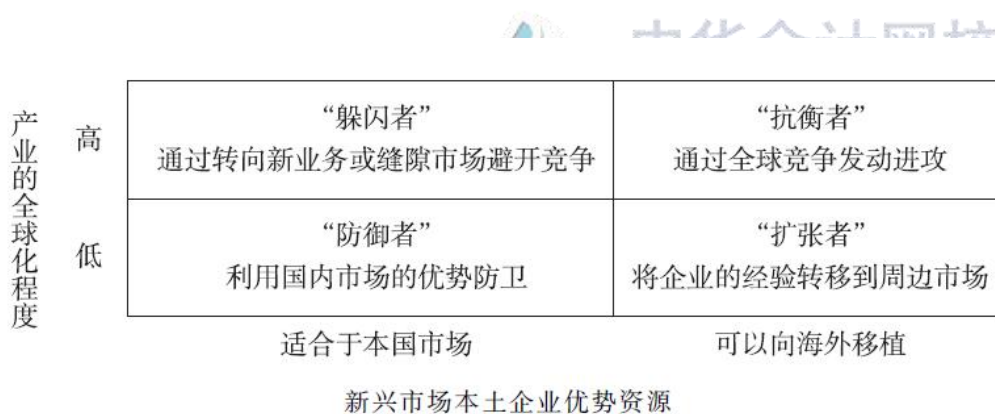 “躲闪者”
通过转向新业务或缝隙市场避开竞争
“抗衡者”
通过全球竞争发动进攻
产业的全球化程度
高
低
“防御者”
利用国内市场的优势防卫
“扩张者”
将企业的经验转移到周边市场
适合于本国市场
可以向海外移植
新兴市场本土企业优势资源